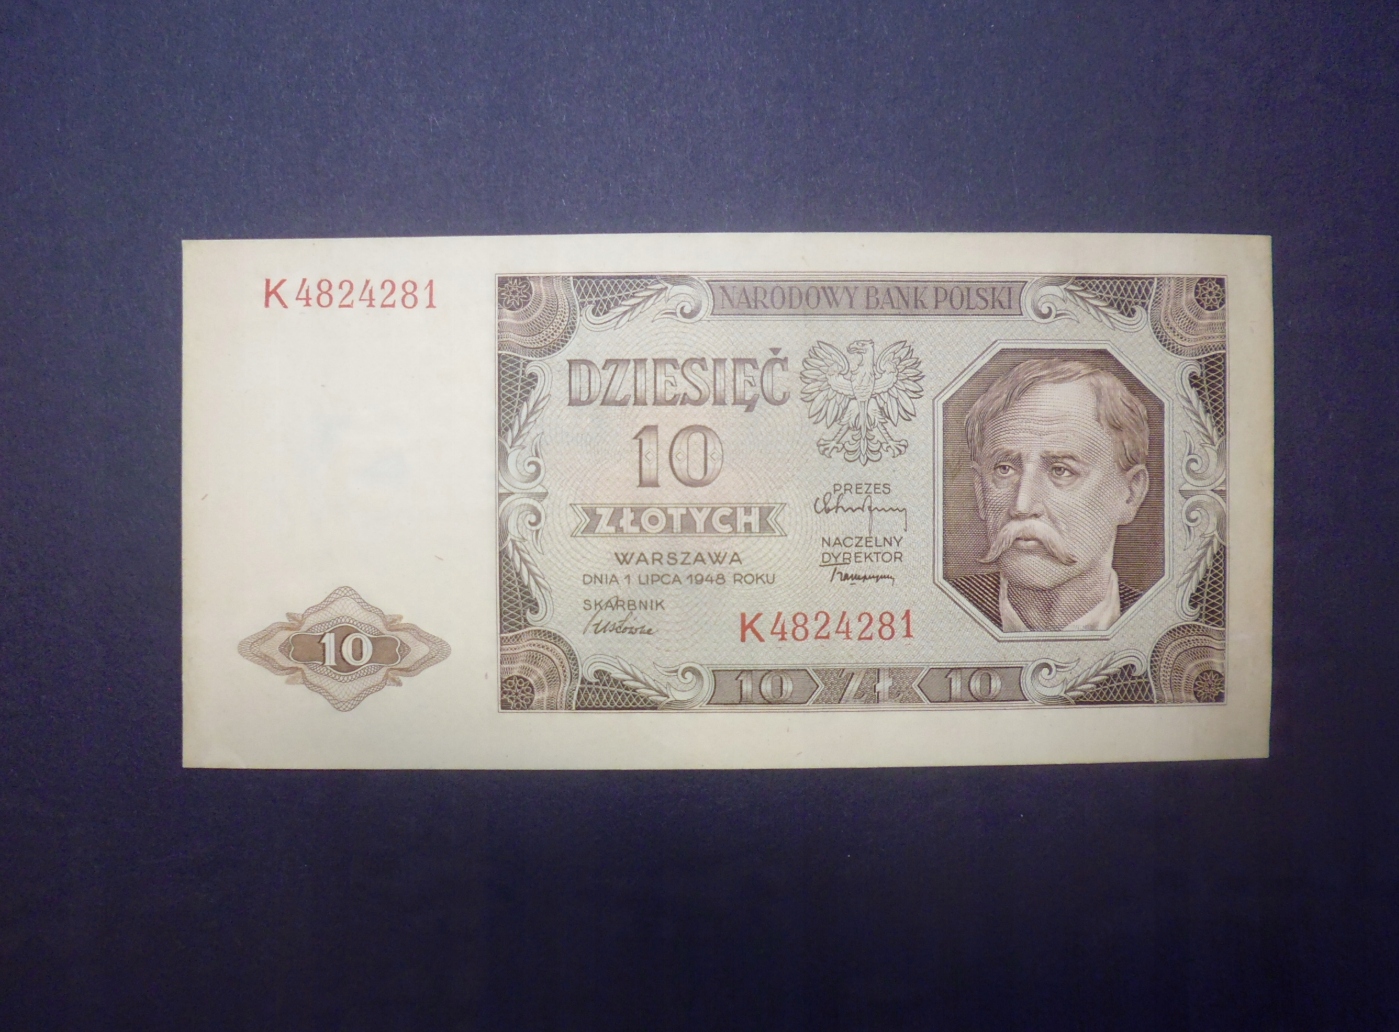 K 4824281
NARODOWY BANK POLSKI
DZIESIĘĆ
10
ZŁOTYCH
WARSZAWA
DNIA 1 LIPCA 1948 ROKU
SKARBNIK
PREZES
NACZELNY
DYREKTOR
K 4824281
10
10 ZŁ 10